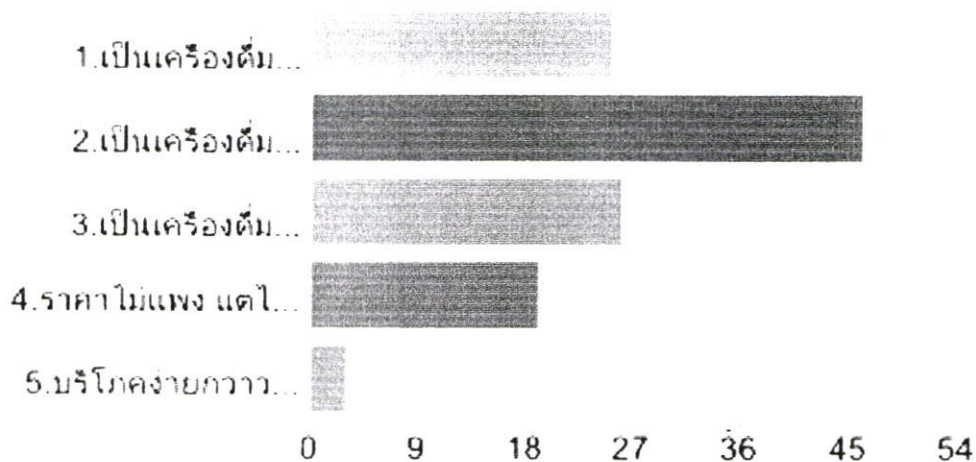 1.เป็นเครื่องดื่ม...
2.เป็นเครื่องดื่ม...
3.เป็นเครื่องดื่ม...
4.ราคาไม่แพง แต่ไ...
5.บริโภคง่ายกว่าว...
0 9 18 27 36 45 54